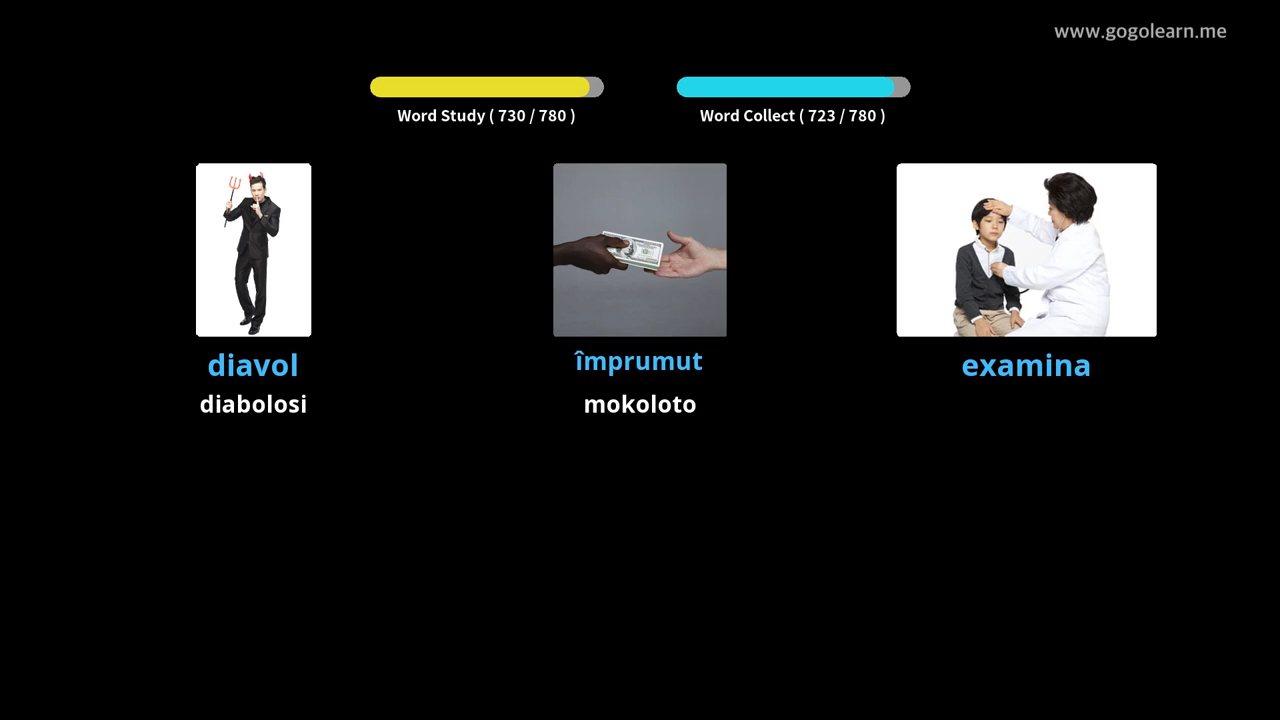 www.gogolearn.me
Word Study ( 730 / 780 )
Word Collect ( 723 / 780 )
diavol
diabolosi
împrumut
mokoloto
examina